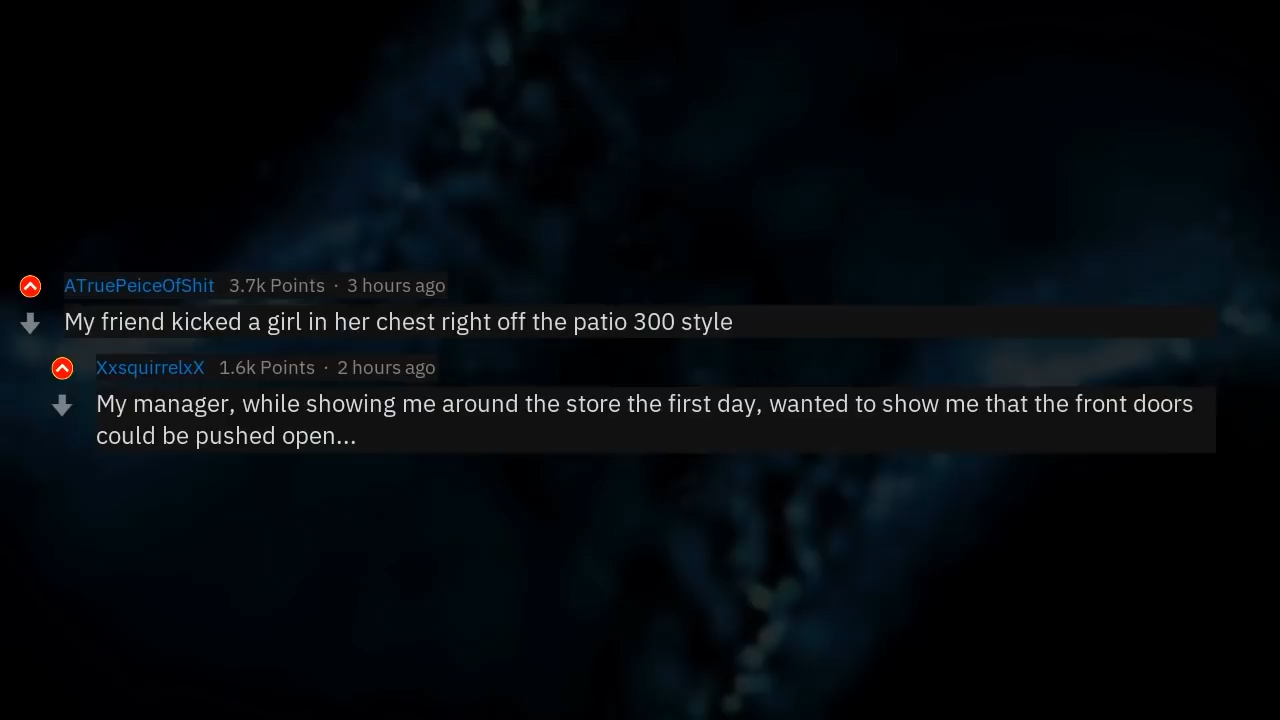 ATruePeiceOfShit 3.7k Points · 3 hours ago
My friend kicked a girl in her chest right off the patio 300 style
XxsquirrelxX 1.6k Points · 2 hours ago
My manager, while showing me around the store the first day, wanted to show me that the front doors
could be pushed open...